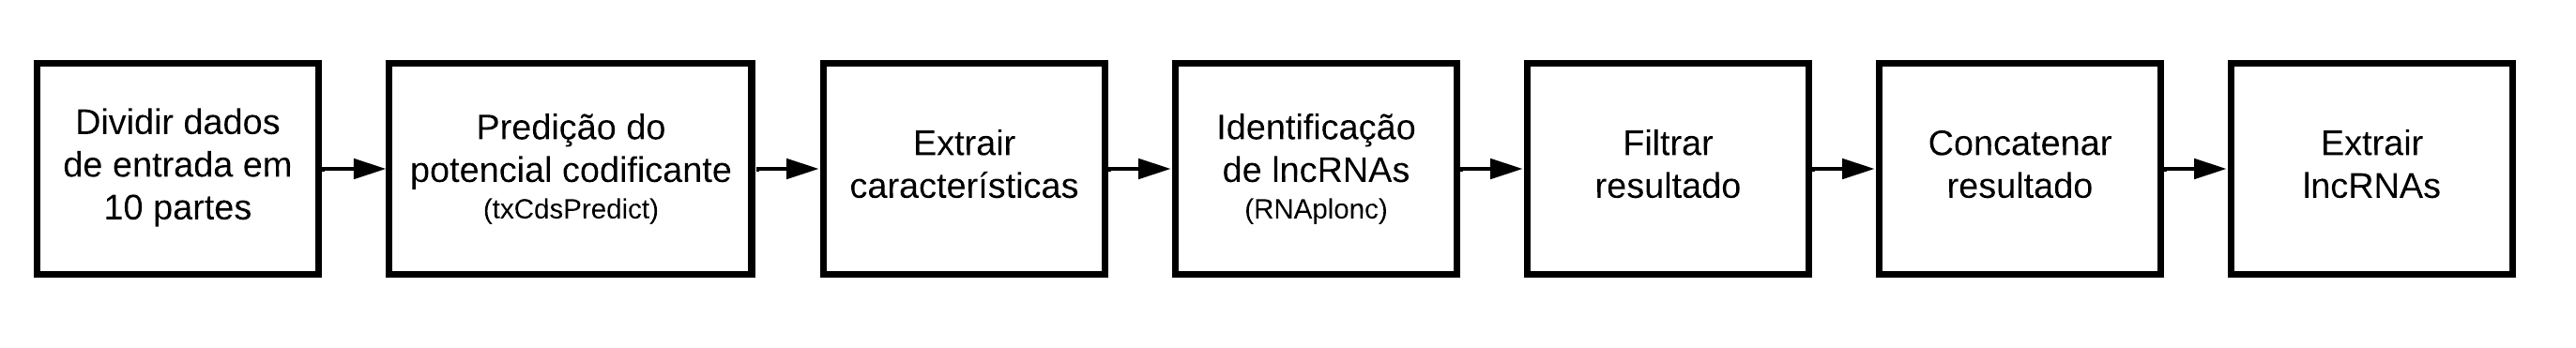 Dividir dados
de entrada em
10 partes
Predição do
potencial codificante
(txCdsPredict)
Extrair
características
Identificação
de lncRNAs
(RNAplonc)
Filtrar
resultado
Concatenar
resultado
Extrair
lncRNAs